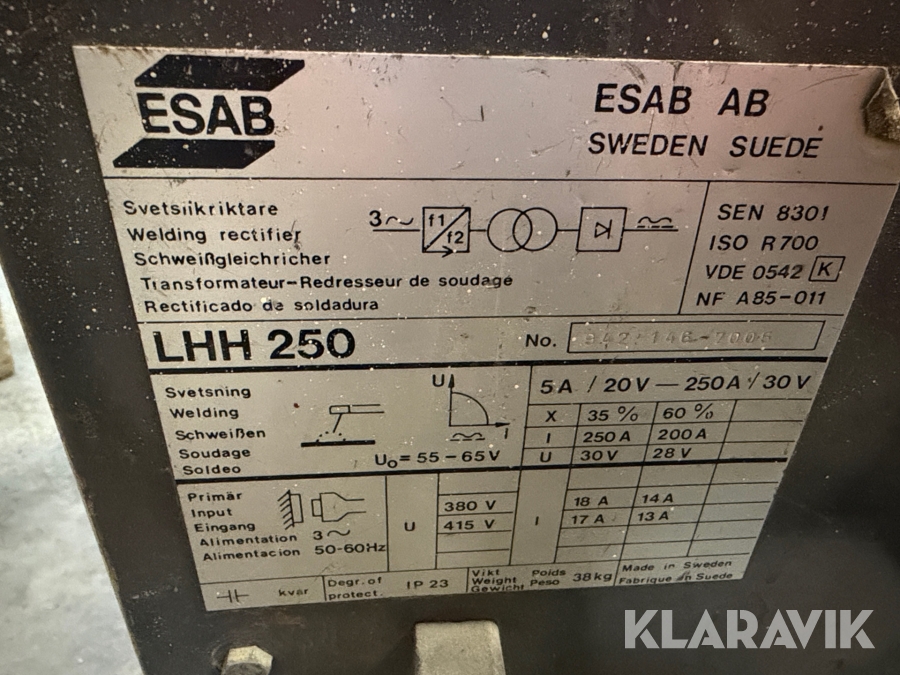 ESAB
ESAB AB
SWEDEN SUEDE
Svetslikriktare
Welding rectifier
Schweißgleichricher
Transformateur-Redresseur de soudage
Rectificado de soldadura
3~ f1 f2
SEN 8301
ISO R700
VDE 0542 K
NF A85-011
LHH 250
No.
Svetsning
Welding
Schweißen
Soudage
Soldeo
U
I
U₀ = 55 - 65 V
5 A / 20 V — 250 A / 30 V
X 35 % 60 %
I 250 A 200 A
U 30 V 28 V
Primär
Input
Eingang
Alimentation 3~
Alimentacion 50-60Hz
U
380 V
415 V
I
18 A 14 A
17 A 13 A
kvar
Degr. of protect.
IP 23
Vikt Poids
Weight Peso
Gewicht
38 kg
Made in Sweden
Fabrique en Suede
KLARAVIK